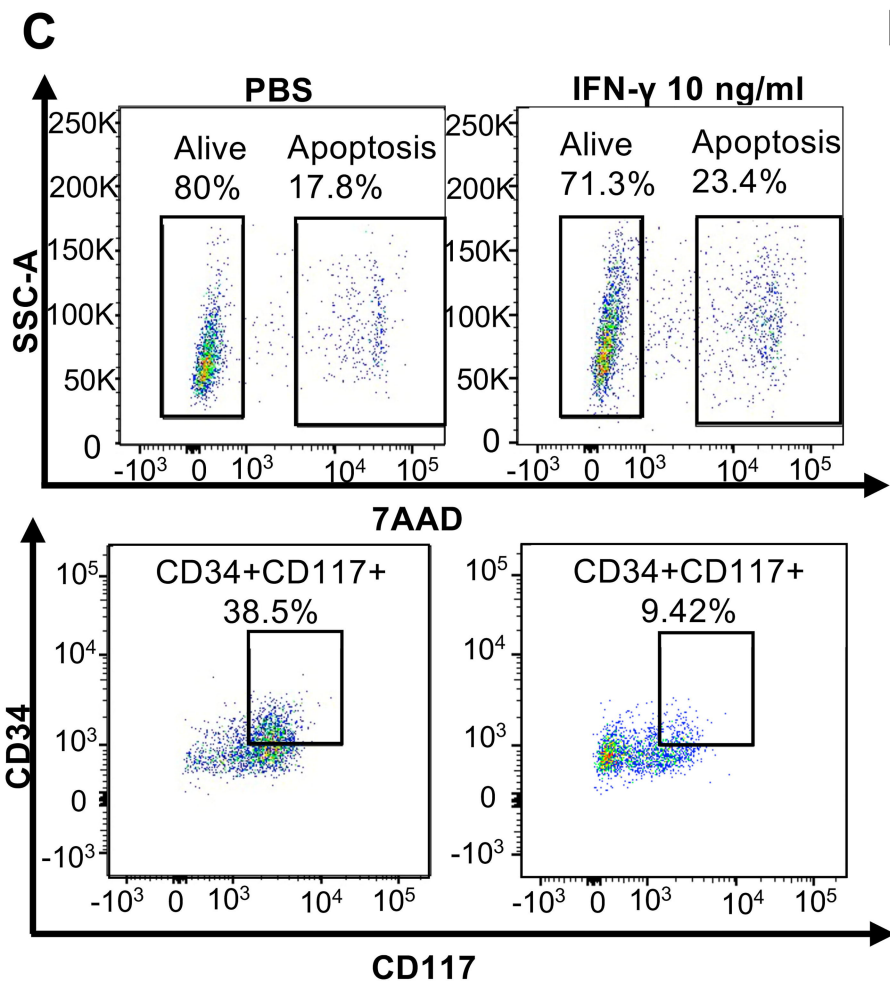 C
PBS
IFN-γ 10 ng/ml
SSC-A
250K
200K
150K
100K
50K
0
Alive
80%
Apoptosis
17.8%
-10³ 0 10³ 10⁴ 10⁵
250K
200K
150K
100K
50K
0
Alive
71.3%
Apoptosis
23.4%
-10³ 0 10³ 10⁴ 10⁵
7AAD
CD34
10⁵
10⁴
10³
0
-10³
CD34+CD117+
38.5%
-10³ 0 10³ 10⁴ 10⁵
10⁵
10⁴
10³
0
-10³
CD34+CD117+
9.42%
-10³ 0 10³ 10⁴ 10⁵
CD117